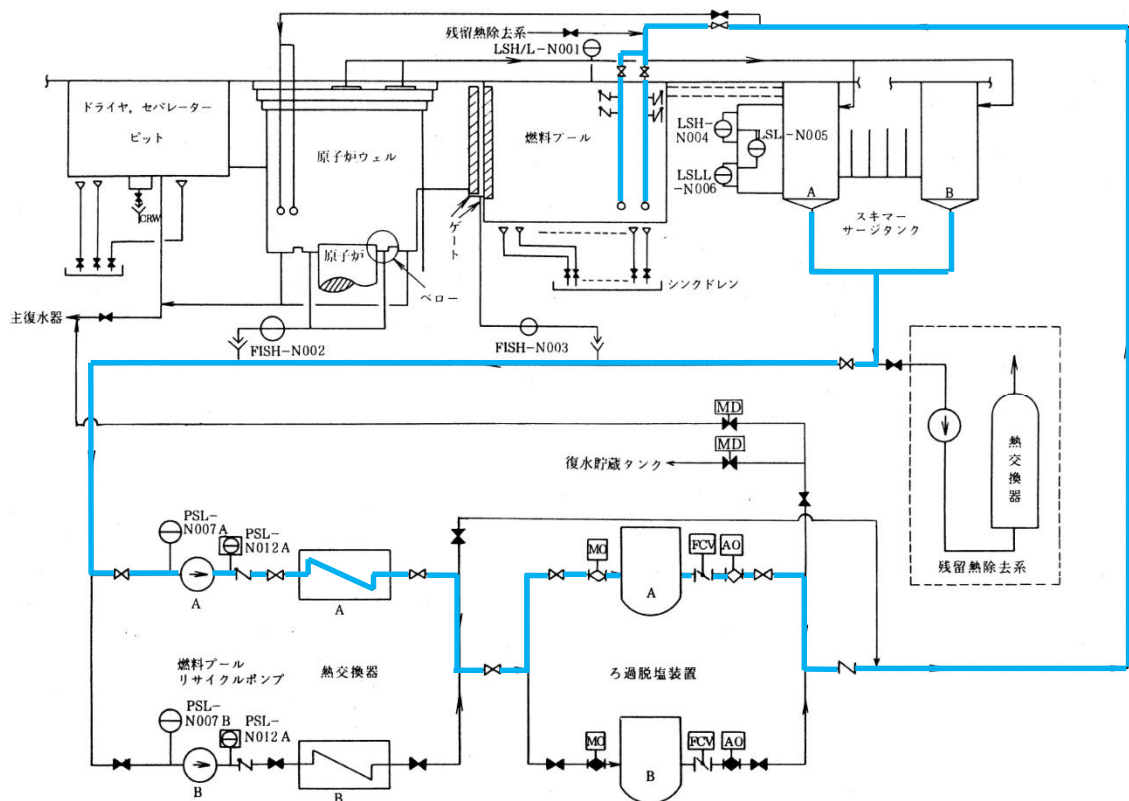 残留熱除去系
LSH/L-N001
ドライヤ，セパレーター
ピット
原子炉ウェル
燃料プール
LSH-
N004
LSL-N005
LSLL
-N006
A
B
CRW
ゲート
スキマー
サージタンク
原子炉
ベロー
シンクドレン
主復水器
FISH-N002
FISH-N003
MD
MD
復水貯蔵タンク
熱交換器
残留熱除去系
PSL-
N007A
PSL-
N012A
A
A
MO
A
FCV
AO
燃料プール
リサイクルポンプ
熱交換器
ろ過脱塩装置
PSL-
N007B
PSL-
N012A
B
B
MO
B
FCV
AO